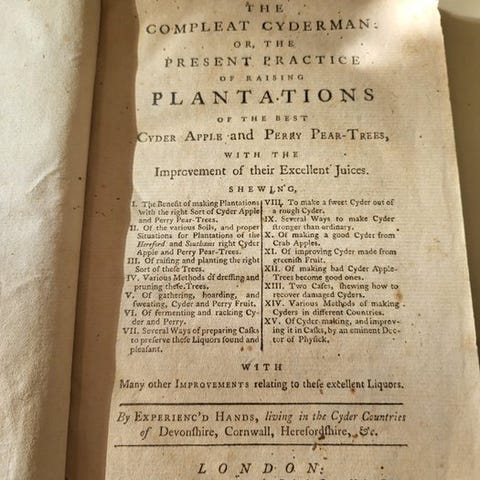 THE
COMPLEAT CYDERMAN:
OR, THE
PRESENT PRACTICE
OF RAISING
PLANTATIONS
OF THE BEST
CYDER APPLE and PERRY PEAR-TREES,
WITH THE
Improvement of their Excellent Juices.
SHEWING,
I. The Benefit of making Plantations
with the right Sort of Cyder Apple
and Perry Pear-Trees.
II. Of the various Soils, and proper
Situations for Plantations of the
Hereford and Southams right Cyder
Apple and Perry Pear-Trees.
III. Of raising and planting the right
Sort of these Trees.
IV. Various Methods of dreſſing and
pruning theſe Trees.
V. Of gathering, hoarding, and
ſweating, Cyder and Perry Fruit.
VI. Of fermenting and racking Cy-
der and Perry.
VII. Several Ways of preparing Caſks
to preſerve theſe Liquors ſound and
pleaſant.
VIII. To make a ſweet Cyder out of
a rough Cyder.
IX. Several Ways to make Cyder
ſtronger than ordinary.
X. Of making a good Cyder from
Crab Apples.
XI. Of improving Cyder made from
greeniſh Fruit.
XII. Of making bad Cyder Apple-
Trees become good ones.
XIII. Two Caſes, ſhewing how to
recover damaged Cyders.
XIV. Various Methods of making
Cyders in different Countries.
XV. Of Cyder-making, and improv-
ing it in Caſks, by an eminent Doc-
tor of Phyſick.
WITH
Many other IMPROVEMENTS relating to theſe excellent Liquors.
By EXPERIENC'D HANDS, living in the Cyder Countries
of Devonſhire, Cornwall, Herefordſhire, &c.
LONDON: